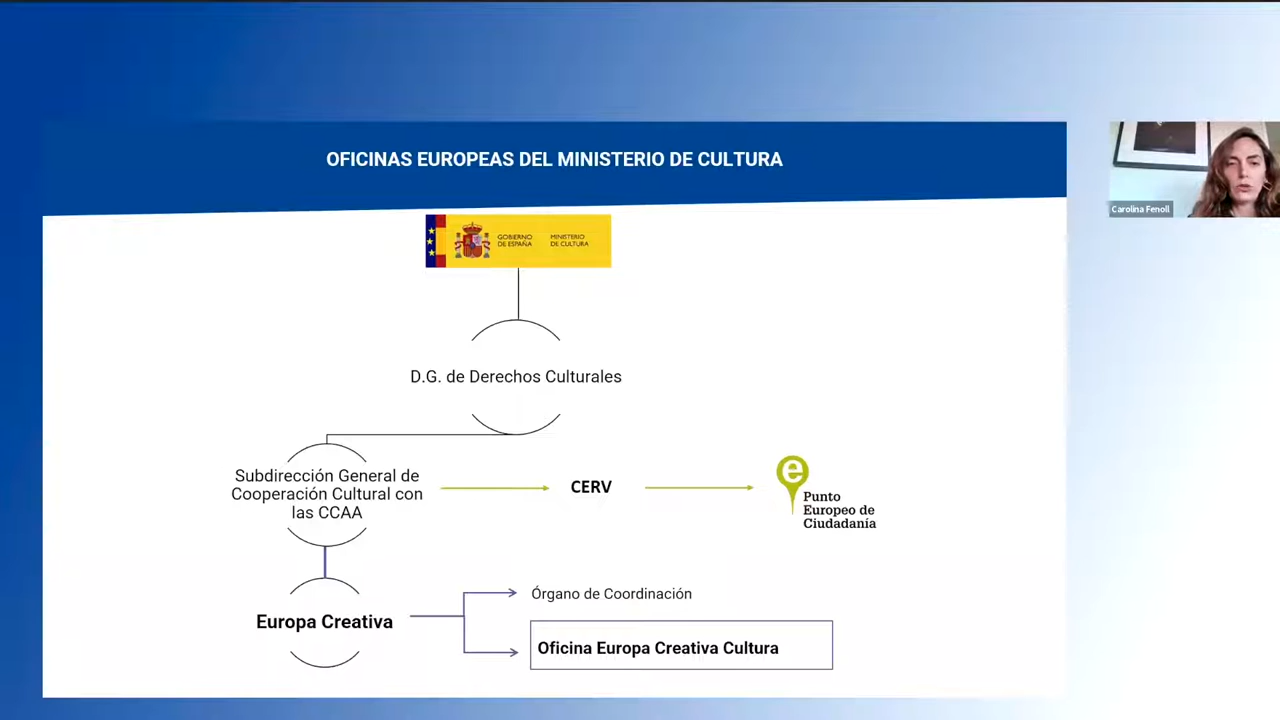 OFICINAS EUROPEAS DEL MINISTERIO DE CULTURA
Carolina Fenoll
GOBIERNO MINISTERIO
DE ESPAÑA DE CULTURA
D.G. de Derechos Culturales
Subdirección General de
Cooperación Cultural con
las CCAA
CERV
e
Punto
Europeo de
Ciudadanía
Europa Creativa
Órgano de Coordinación
Oficina Europa Creativa Cultura